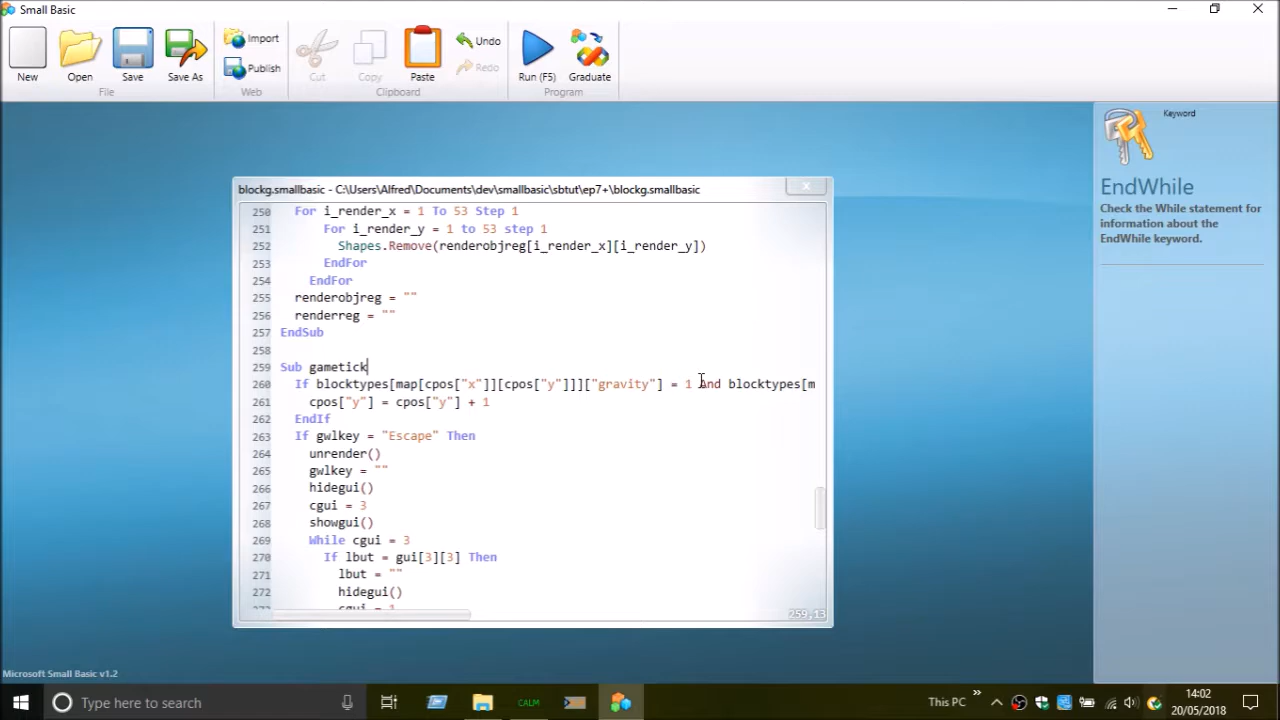 Small Basic
Import
Publish
New
Open
Save
Save As
Cut
Copy
Paste
Undo
Redo
Run (F5)
Graduate
File
Web
Clipboard
Program
Keyword
EndWhile
Check the While statement for
information about the
EndWhile keyword.
blockg.smallbasic - C:\Users\Alfred\Documents\dev\smallbasic\sbtut\ep7+\blockg.smallbasic
x
250 For i_render_x = 1 To 53 Step 1
251 For i_render_y = 1 to 53 step 1
252 Shapes.Remove(renderobjreg[i_render_x][i_render_y])
253 EndFor
254 EndFor
255 renderobjreg = ""
256 renderreg = ""
257 EndSub
258
259 Sub gametick
260 If blocktypes[map[cpos["x"]][cpos["y"]]]["gravity"] = 1 And blocktypes[m
261 cpos["y"] = cpos["y"] + 1
262 EndIf
263 If gwlkey = "Escape" Then
264 unrender()
265 gwlkey = ""
266 hidegui()
267 cgui = 3
268 showgui()
269 While cgui = 3
270 If lbut = gui[3][3] Then
271 lbut = ""
272 hidegui()
273 cgui = 1
259,13
Microsoft Small Basic v1.2
Type here to search
CALM
This PC
14:02
20/05/2018